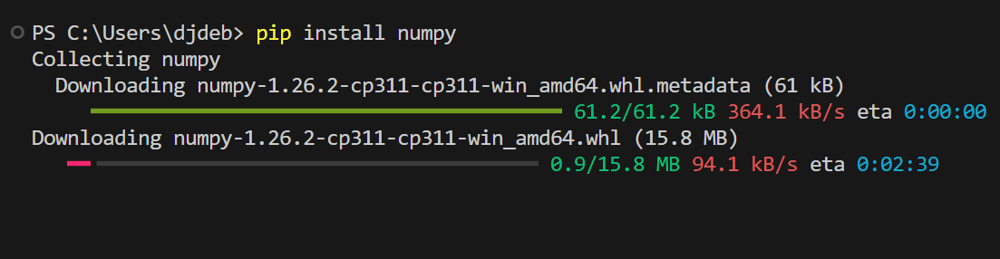 PS C:\Users\djdeb> pip install numpy
Collecting numpy
Downloading numpy-1.26.2-cp311-cp311-win_amd64.whl.metadata (61 kB)
61.2/61.2 kB 364.1 kB/s eta 0:00:00
Downloading numpy-1.26.2-cp311-cp311-win_amd64.whl (15.8 MB)
0.9/15.8 MB 94.1 kB/s eta 0:02:39